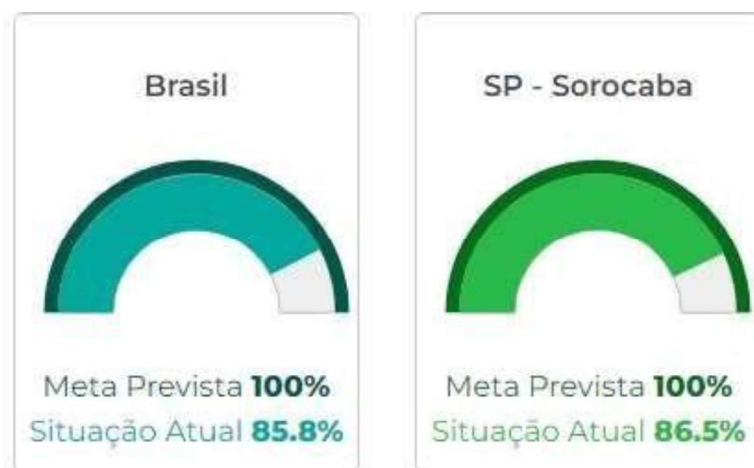 Brasil
Meta Prevista 100%
Situação Atual 85.8%
SP - Sorocaba
Meta Prevista 100%
Situação Atual 86.5%